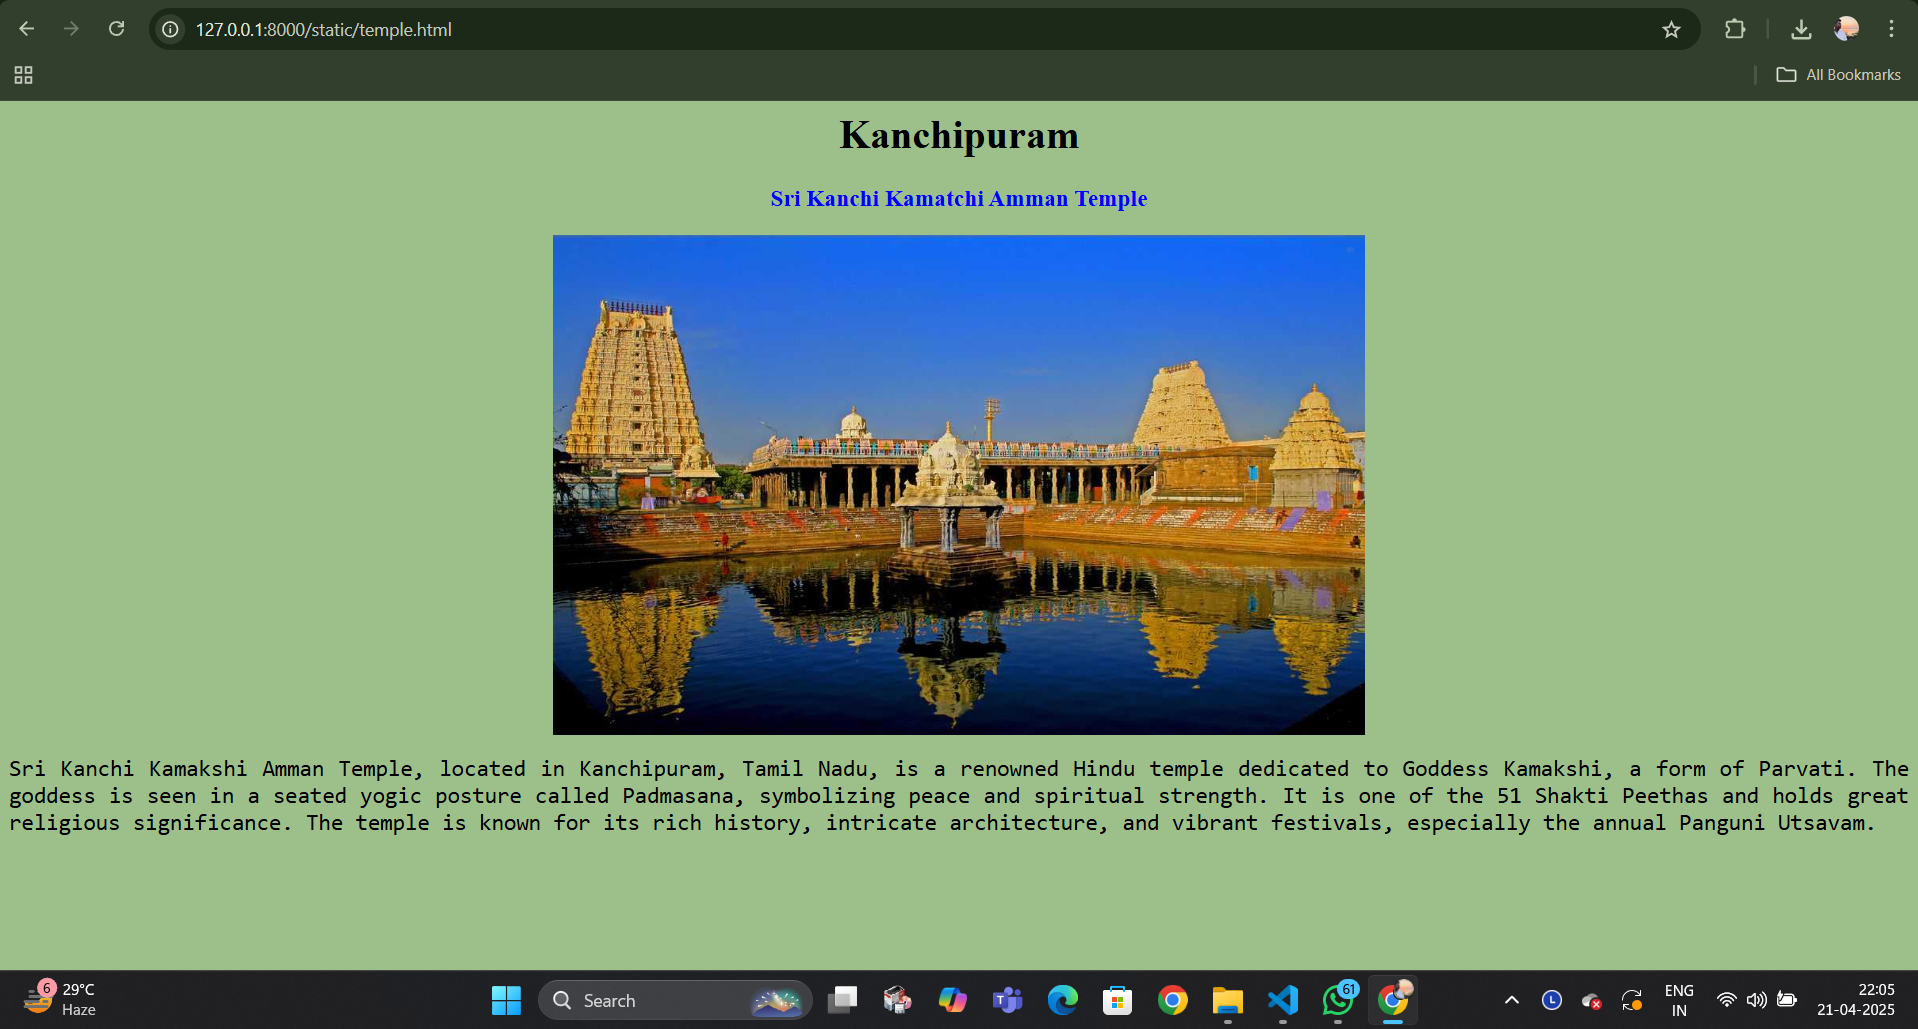 127.0.0.1:8000/static/temple.html
All Bookmarks
Kanchipuram
Sri Kanchi Kamatchi Amman Temple
Sri Kanchi Kamakshi Amman Temple, located in Kanchipuram, Tamil Nadu, is a renowned Hindu temple dedicated to Goddess Kamakshi, a form of Parvati. The
goddess is seen in a seated yogic posture called Padmasana, symbolizing peace and spiritual strength. It is one of the 51 Shakti Peethas and holds great
religious significance. The temple is known for its rich history, intricate architecture, and vibrant festivals, especially the annual Panguni Utsavam.
6
29°C
Haze
Search
T
61
L
ENG
IN
22:05
21-04-2025